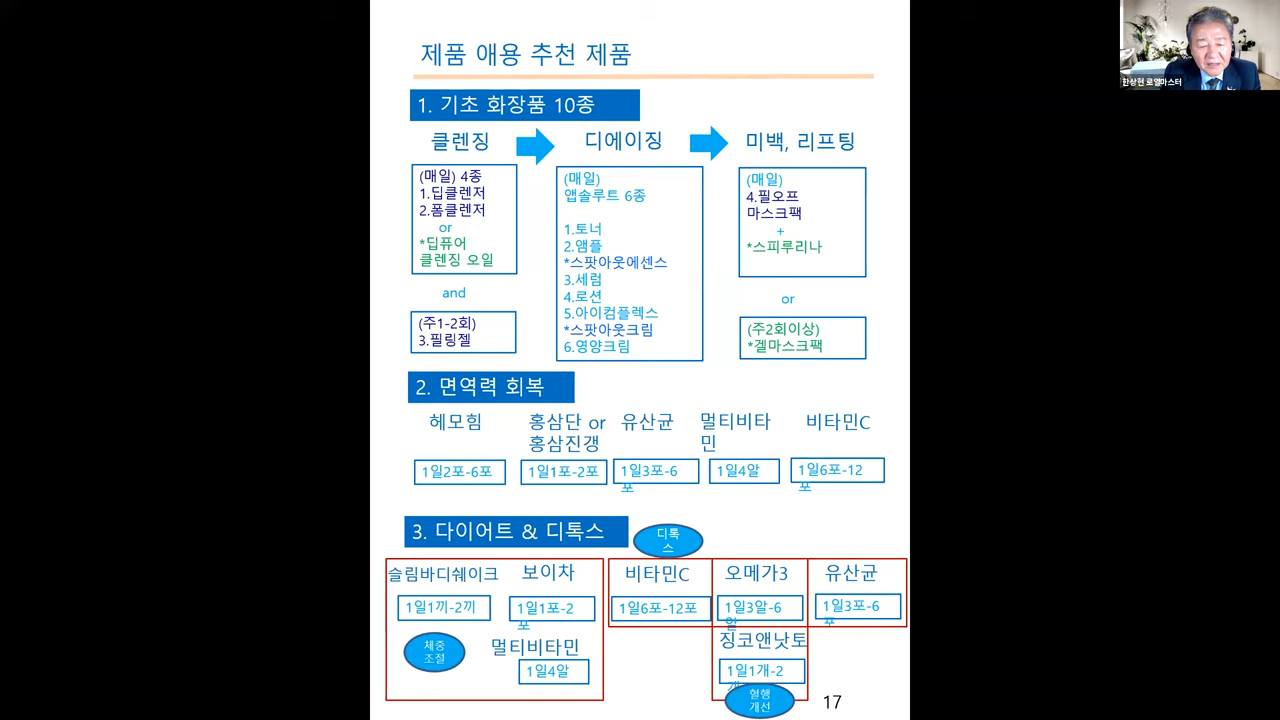 제품 애용 추천 제품
한상현 로열마스터
1. 기초 화장품 10종
클렌징
디에이징
미백, 리프팅
(매일) 4종
1.딥클렌저
2.폼클렌저
or
*딥퓨어
클렌징 오일
and
(주1-2회)
3.필링젤
(매일)
앱솔루트 6종
1.토너
2.앰플
*스팟아웃에센스
3.세럼
4.로션
5.아이컴플렉스
*스팟아웃크림
6.영양크림
(매일)
4.필오프
마스크팩
+
*스피루리나
or
(주2회이상)
*겔마스크팩
2. 면역력 회복
헤모힘
홍삼단 or
홍삼진갱
유산균
멀티비타
민
비타민C
1일2포-6포
1일1포-2포
1일3포-6
포
1일4알
1일6포-12
포
3. 다이어트 & 디톡스
디톡
스
슬림바디쉐이크
보이차
비타민C
오메가3
유산균
1일1끼-2끼
1일1포-2
포
1일6포-12포
1일3알-6
알
1일3포-6
포
체중
조절
멀티비타민
1일4알
징코앤낫토
1일1개-2
개
혈행
개선
17